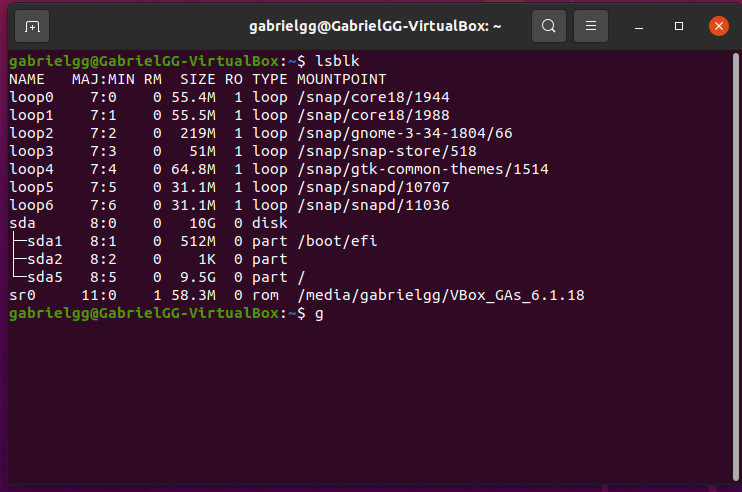 gabrielgg@GabrielGG-VirtualBox: ~
gabrielgg@GabrielGG-VirtualBox:~$ lsblk
NAME   MAJ:MIN RM  SIZE RO TYPE MOUNTPOINT
loop0    7:0    0 55.4M  1 loop /snap/core18/1944
loop1    7:1    0 55.5M  1 loop /snap/core18/1988
loop2    7:2    0  219M  1 loop /snap/gnome-3-34-1804/66
loop3    7:3    0   51M  1 loop /snap/snap-store/518
loop4    7:4    0 64.8M  1 loop /snap/gtk-common-themes/1514
loop5    7:5    0 31.1M  1 loop /snap/snapd/10707
loop6    7:6    0 31.1M  1 loop /snap/snapd/11036
sda      8:0    0   10G  0 disk
├─sda1   8:1    0  512M  0 part /boot/efi
├─sda2   8:2    0    1K  0 part
└─sda5   8:5    0  9.5G  0 part /
sr0     11:0    1 58.3M  0 rom  /media/gabrielgg/VBox_GAs_6.1.18
gabrielgg@GabrielGG-VirtualBox:~$ g